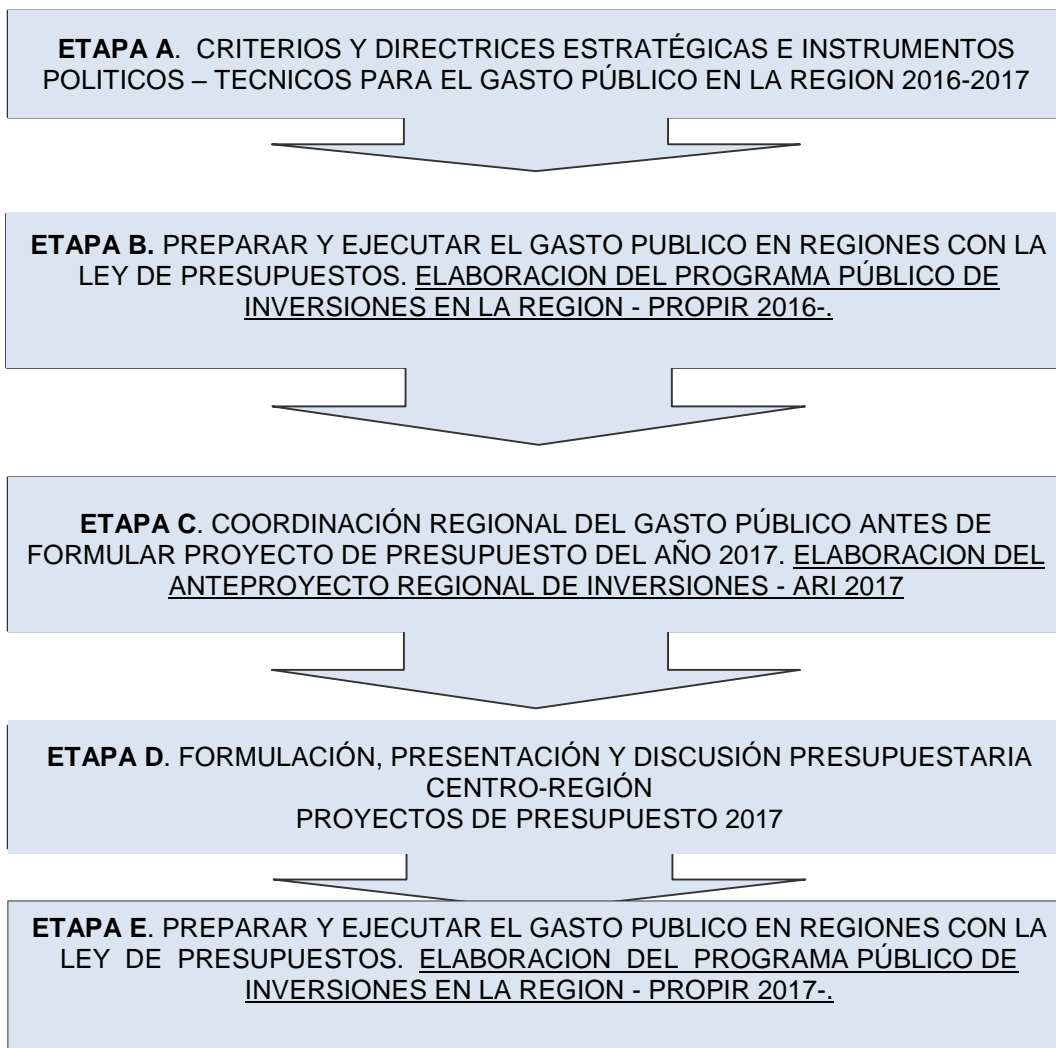 ETAPA A. CRITERIOS Y DIRECTRICES ESTRATÉGICAS E INSTRUMENTOS
POLITICOS – TECNICOS PARA EL GASTO PÚBLICO EN LA REGION 2016-2017
ETAPA B. PREPARAR Y EJECUTAR EL GASTO PUBLICO EN REGIONES CON LA
LEY DE PRESUPUESTOS. ELABORACION DEL PROGRAMA PÚBLICO DE
INVERSIONES EN LA REGION - PROPIR 2016-.
ETAPA C. COORDINACIÓN REGIONAL DEL GASTO PÚBLICO ANTES DE
FORMULAR PROYECTO DE PRESUPUESTO DEL AÑO 2017. ELABORACION DEL
ANTEPROYECTO REGIONAL DE INVERSIONES - ARI 2017
ETAPA D. FORMULACIÓN, PRESENTACIÓN Y DISCUSIÓN PRESUPUESTARIA
CENTRO-REGIÓN
PROYECTOS DE PRESUPUESTO 2017
ETAPA E. PREPARAR Y EJECUTAR EL GASTO PUBLICO EN REGIONES CON LA
LEY DE PRESUPUESTOS. ELABORACION DEL PROGRAMA PÚBLICO DE
INVERSIONES EN LA REGION - PROPIR 2017-.